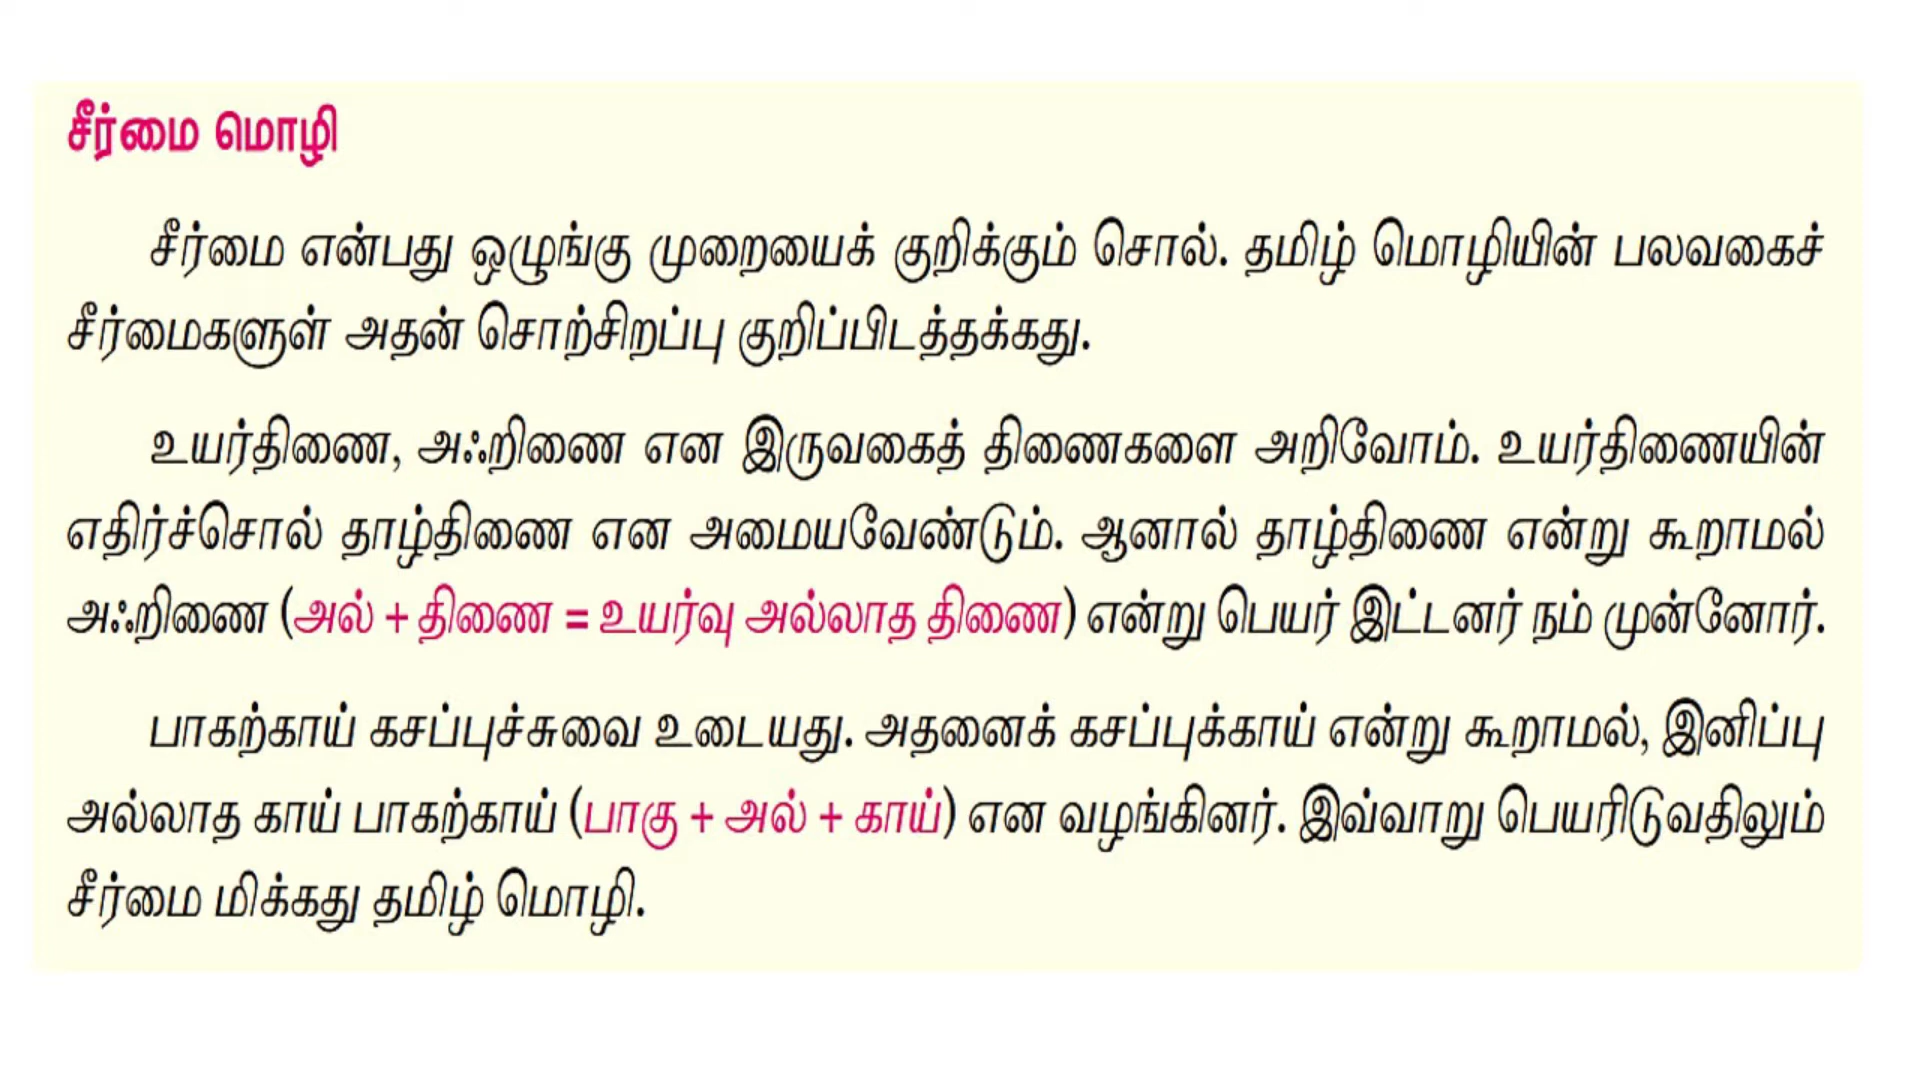 சீர்மை மொழி
சீர்மை என்பது ஒழுங்கு முறையைக் குறிக்கும் சொல். தமிழ் மொழியின் பலவகைச்
சீர்மைகளுள் அதன் சொற்சிறப்பு குறிப்பிடத்தக்கது.
உயர்திணை, அஃறிணை என இருவகைத் திணைகளை அறிவோம். உயர்திணையின்
எதிர்ச்சொல் தாழ்திணை என அமையவேண்டும். ஆனால் தாழ்திணை என்று கூறாமல்
அஃறிணை (அல் + திணை = உயர்வு அல்லாத திணை) என்று பெயர் இட்டனர் நம் முன்னோர்.
பாகற்காய் கசப்புச்சுவை உடையது. அதனைக் கசப்புக்காய் என்று கூறாமல், இனிப்பு
அல்லாத காய் பாகற்காய் (பாகு + அல் + காய்) என வழங்கினர். இவ்வாறு பெயரிடுவதிலும்
சீர்மை மிக்கது தமிழ் மொழி.